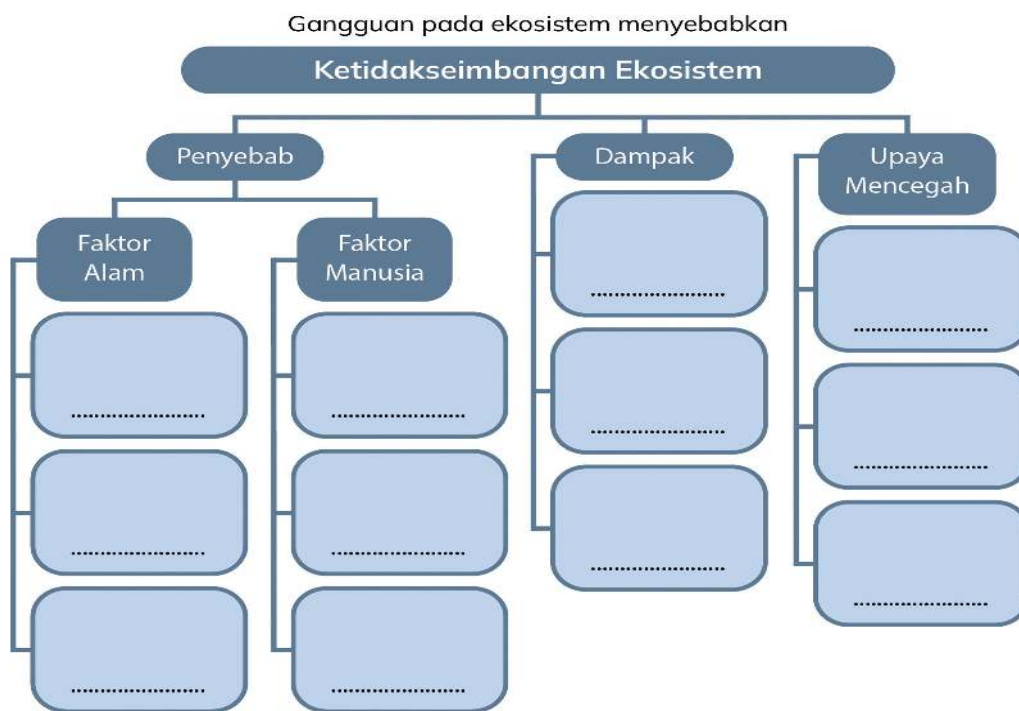 Gangguan pada ekosistem menyebabkan
Ketidakseimbangan Ekosistem
Penyebab
Dampak
Upaya
Mencegah
Faktor
Alam
Faktor
Manusia
........................
........................
........................
........................
........................
........................
........................
........................
........................
........................
........................
........................